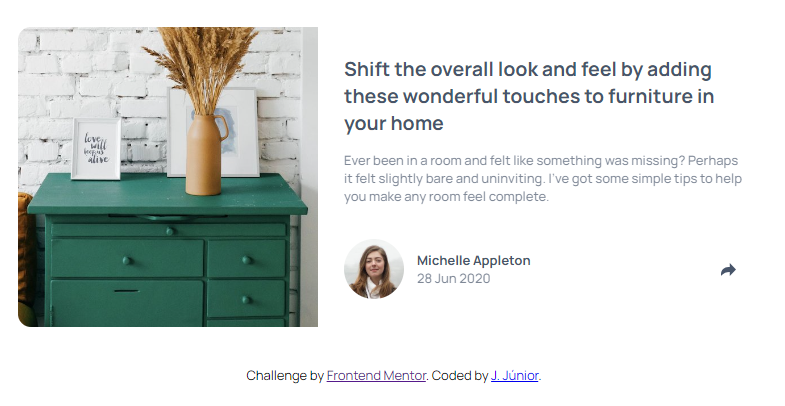 love
will
keep us
alive
Shift the overall look and feel by adding
these wonderful touches to furniture in
your home
Ever been in a room and felt like something was missing? Perhaps
it felt slightly bare and uninviting. I've got some simple tips to help
you make any room feel complete.
Michelle Appleton
28 Jun 2020
Challenge by Frontend Mentor. Coded by J. Júnior.